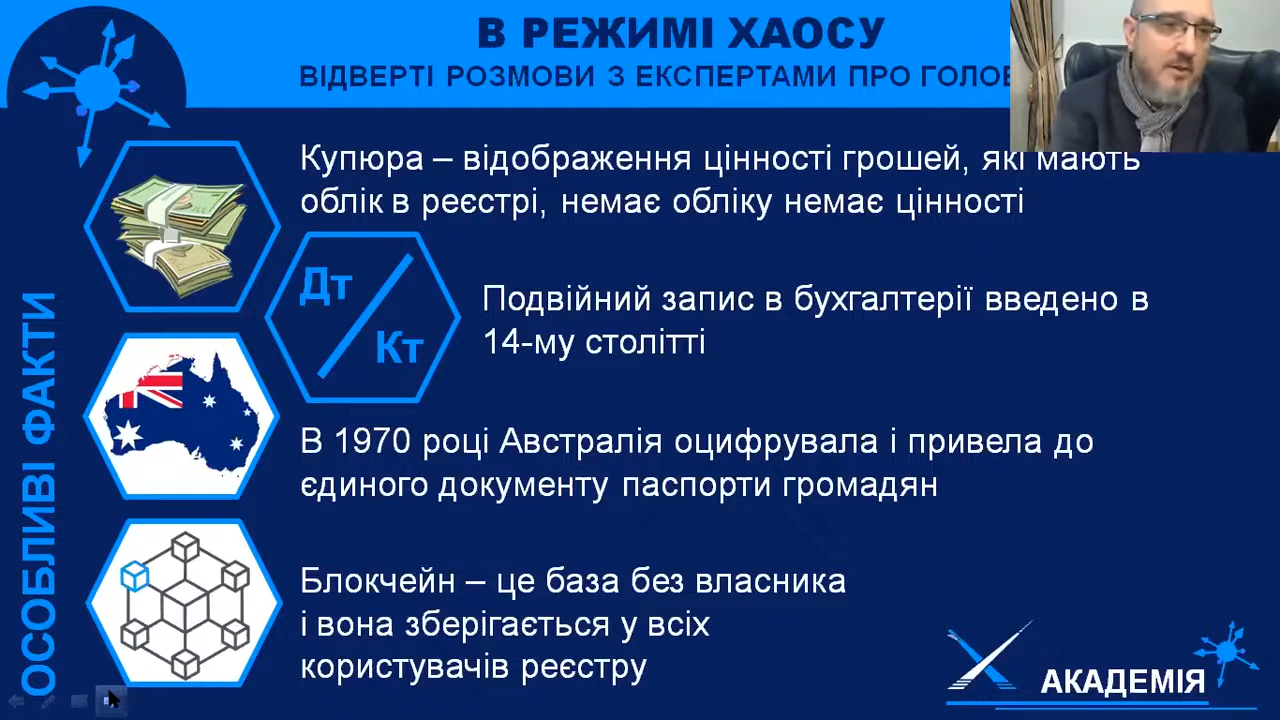 В РЕЖИМІ ХАОСУ
ВІДВЕРТІ РОЗМОВИ З ЕКСПЕРТАМИ ПРО
ОСОБЛИВІ ФАКТИ
Купюра – відображення цінності грошей, які мають
облік в реєстрі, немає обліку немає цінності
Дт
Кт
Подвійний запис в бухгалтерії введено в
14-му столітті
В 1970 році Австралія оцифрувала і привела до
єдиного документу паспорти громадян
Блокчейн – це база без власника
і вона зберігається у всіх
користувачів реєстру
АКАДЕМІЯ